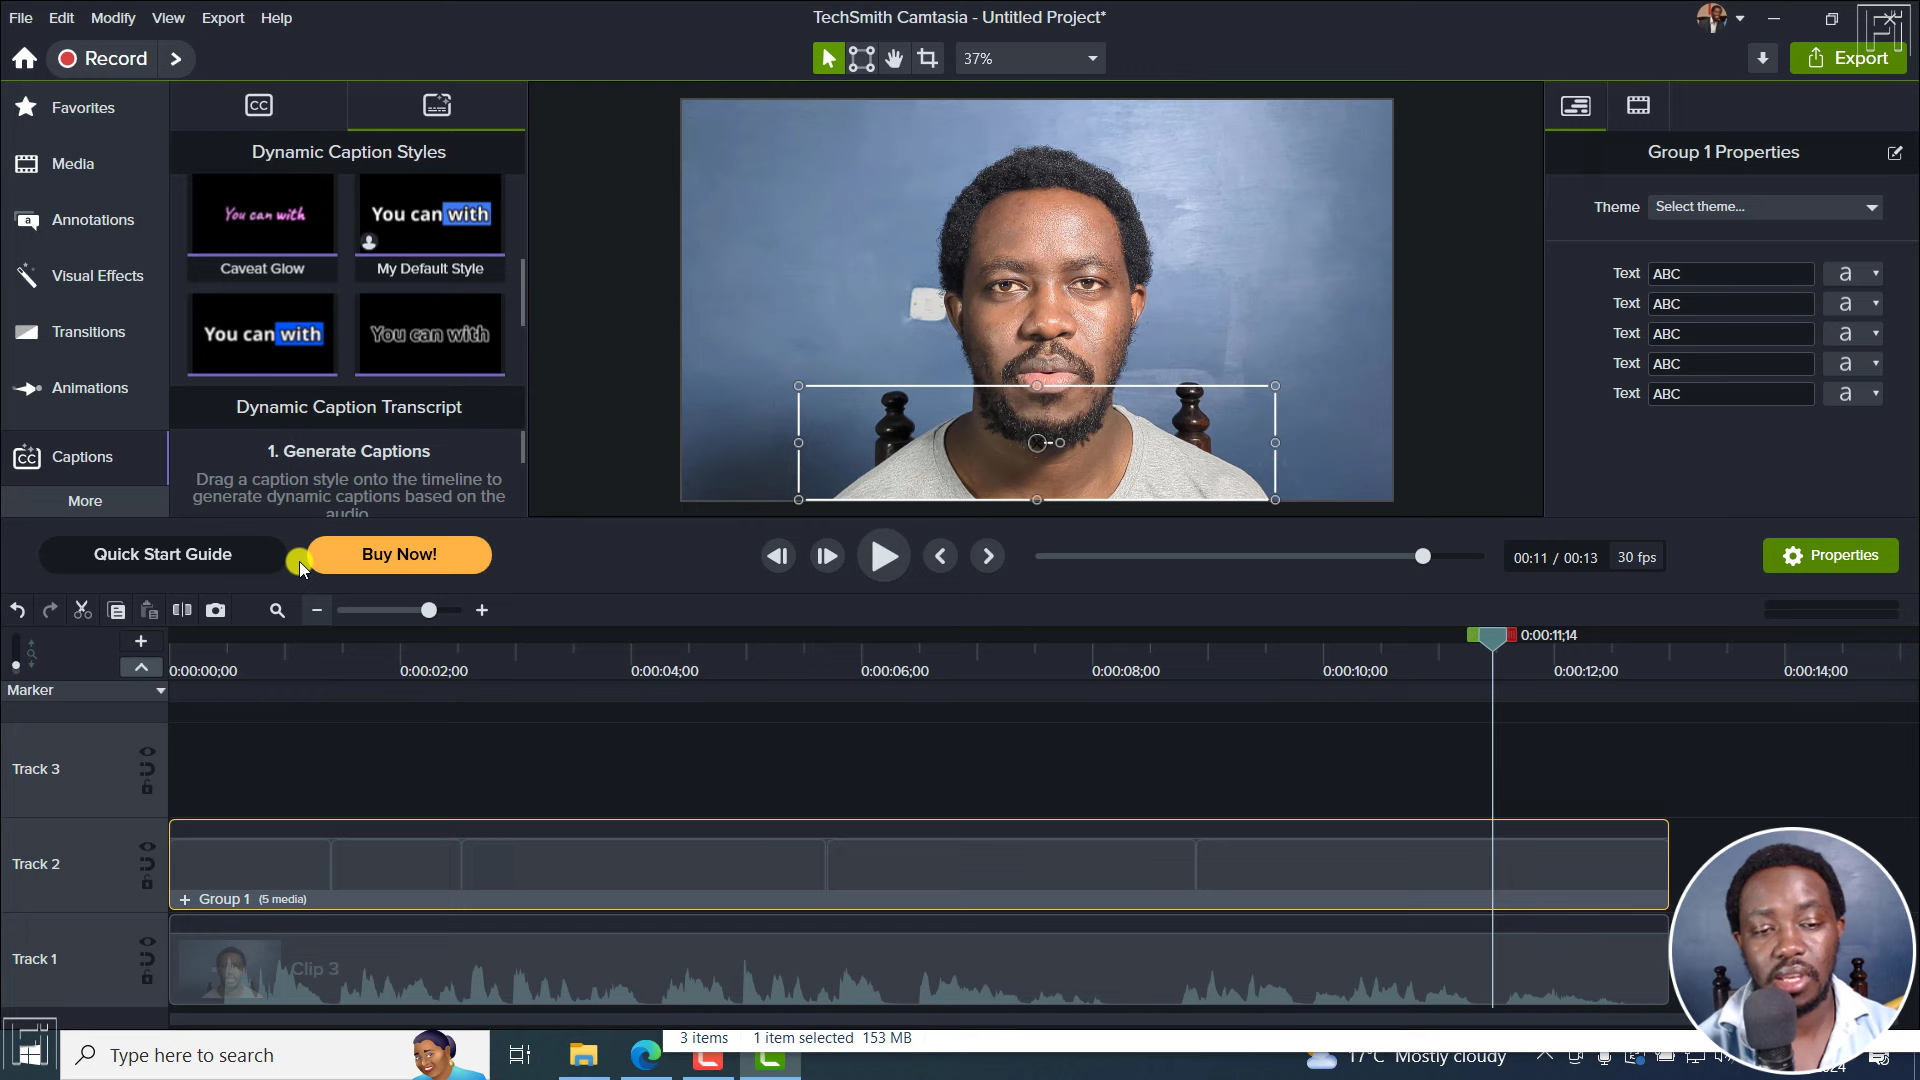 File Edit Modify View Export Help
TechSmith Camtasia - Untitled Project*
Record
37%
Export
Favorites
Media
Annotations
Visual Effects
Transitions
Animations
Captions
More
Dynamic Caption Styles
You can with
You can with
Caveat Glow
My Default Style
You can with
You can with
Dynamic Caption Transcript
1. Generate Captions
Drag a caption style onto the timeline to
generate dynamic captions based on the
audio
Group 1 Properties
Theme Select theme...
Text ABC a
Text ABC a
Text ABC a
Text ABC a
Text ABC a
Quick Start Guide
Buy Now!
00:11 / 00:13
30 fps
Properties
0:00:11;14
0:00:00;00 0:00:02;00 0:00:04;00 0:00:06;00 0:00:08;00 0:00:10;00 0:00:12;00 0:00:14;00
Marker
Track 3
Track 2
Group 1 (5 media)
Track 1
Clip 3
3 items 1 item selected 153 MB
Type here to search
17°C Mostly cloudy